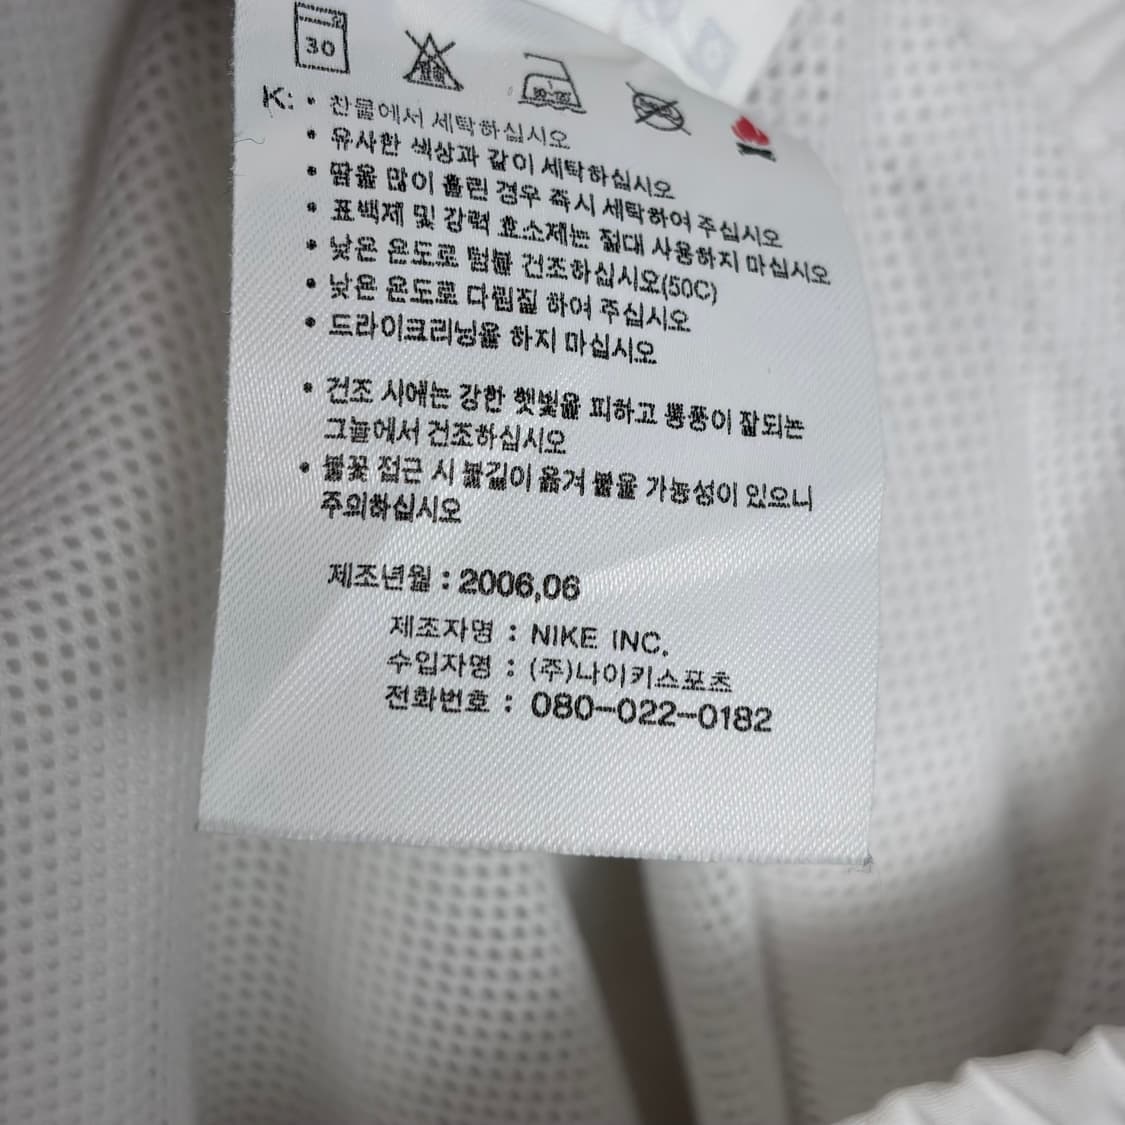 30
K: • 찬물에서 세탁하십시오
• 유사한 색상과 같이 세탁하십시오
• 땀을 많이 흘린 경우 즉시 세탁하여 주십시오
• 표백제 및 강력 효소제는 절대 사용하지 마십시오
• 낮은 온도로 텀블 건조하십시오(50C)
• 낮은 온도로 다림질 하여 주십시오
• 드라이크리닝을 하지 마십시오
• 건조 시에는 강한 햇빛을 피하고 통풍이 잘되는
그늘에서 건조하십시오
• 불꽃 접근 시 불길이 옮겨 붙을 가능성이 있으니
주의하십시오
제조년월 : 2006,06
제조자명 : NIKE INC.
수입자명 : (주)나이키스포츠
전화번호 : 080-022-0182